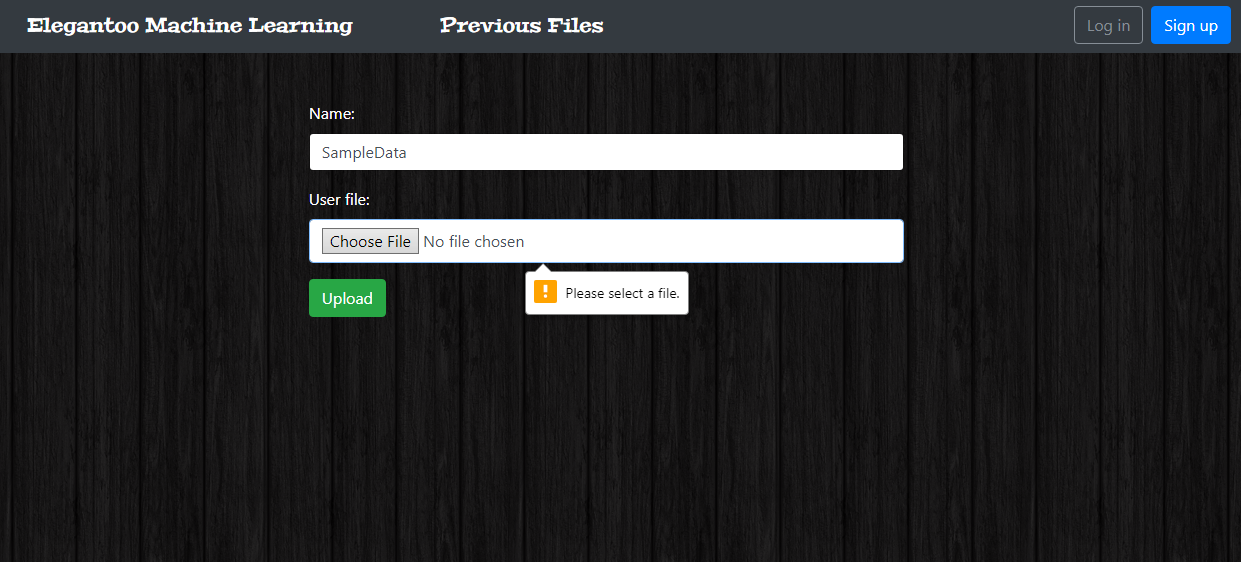 Elegantoo Machine Learning Previous Files Log in Sign up
Name:
SampleData
User file:
Choose File No file chosen
Please select a file.
Upload